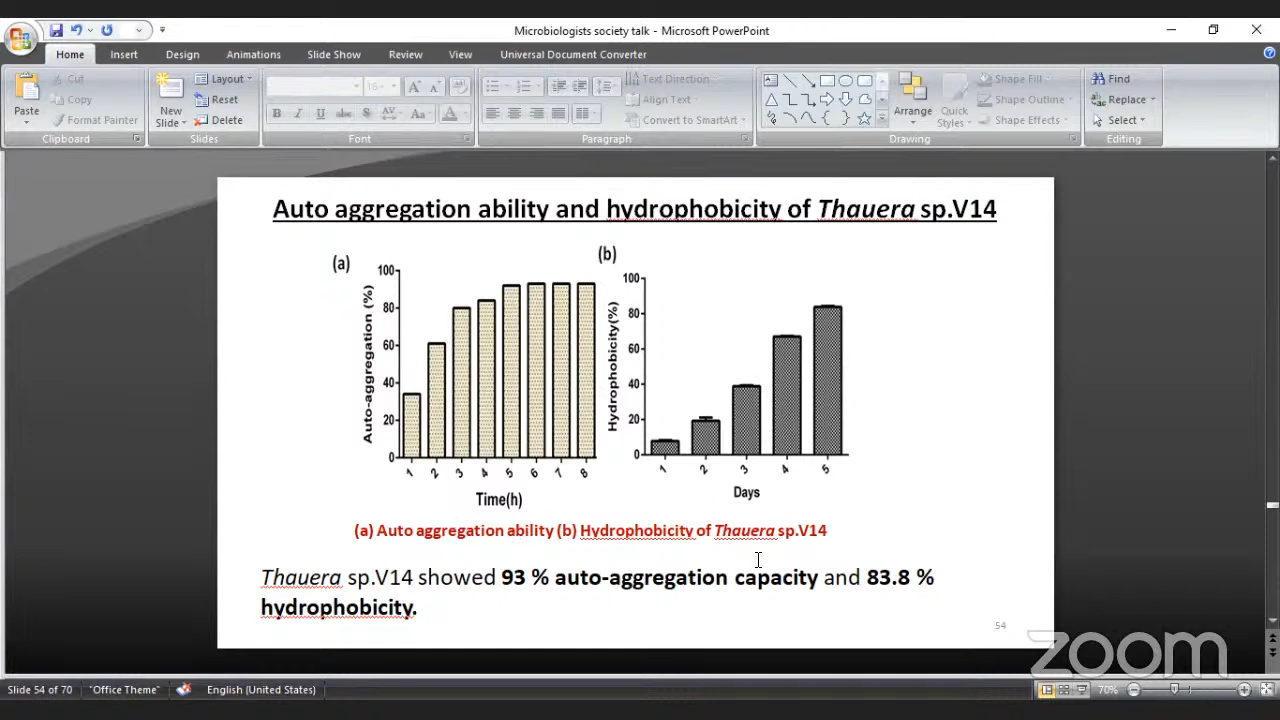 Microbiologists society talk - Microsoft PowerPoint
Home Insert Design Animations Slide Show Review View Universal Document Converter
Paste
Cut
Copy
Format Painter
Clipboard
New Slide
Layout
Reset
Delete
Slides
B I U abc S AV Aa A
Font
Text Direction
Align Text
Convert to SmartArt
Paragraph
Arrange
Quick Styles
Shape Fill
Shape Outline
Shape Effects
Drawing
Find
Replace
Select
Editing
Auto aggregation ability and hydrophobicity of Thauera sp.V14
(a)
Auto-aggregation (%)
100
80
60
40
20
0
1 2 3 4 5 6 7 8
Time(h)
(b)
Hydrophobicity(%)
100
80
60
40
20
0
1 2 3 4 5
Days
(a) Auto aggregation ability (b) Hydrophobicity of Thauera sp.V14
Thauera sp.V14 showed 93 % auto-aggregation capacity and 83.8 %
hydrophobicity.
54
zoom
Slide 54 of 70 "Office Theme" English (United States) 70%